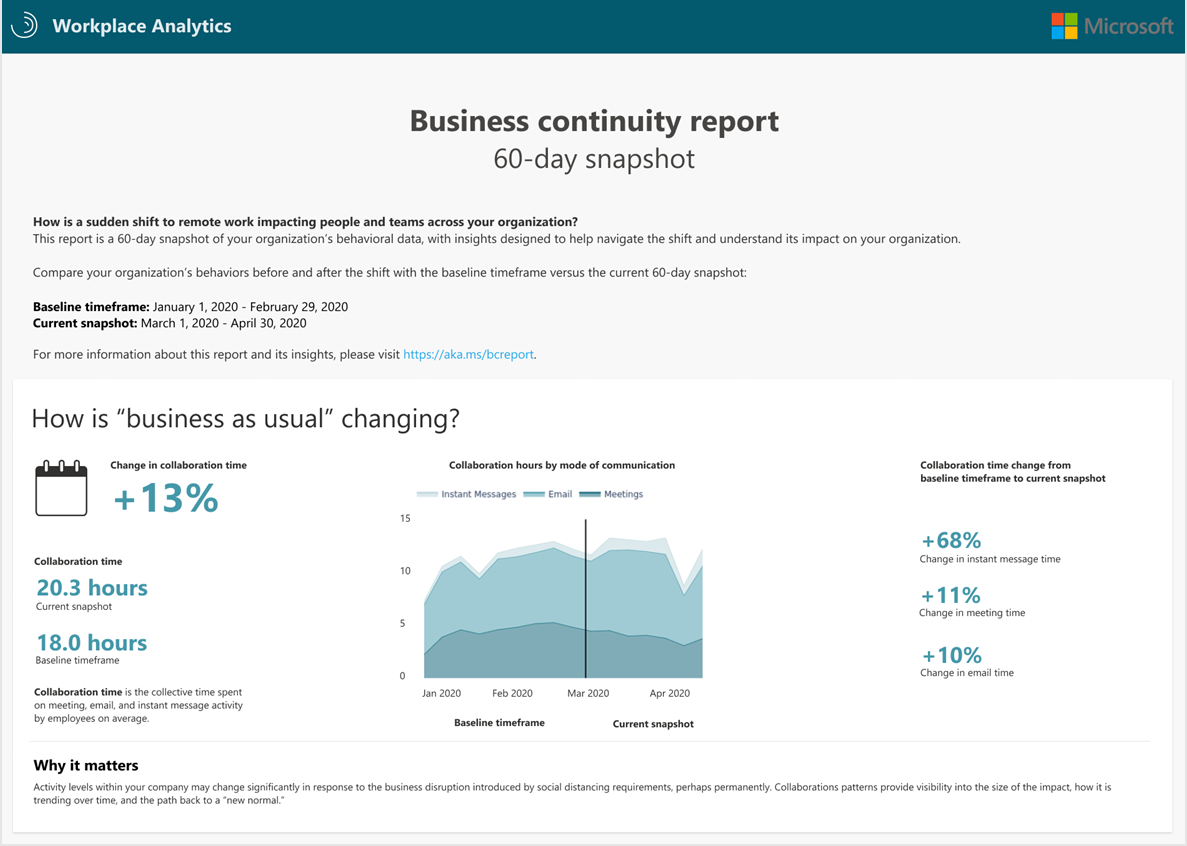 Workplace Analytics
Microsoft
Business continuity report
60-day snapshot
How is a sudden shift to remote work impacting people and teams across your organization?
This report is a 60-day snapshot of your organization's behavioral data, with insights designed to help navigate the shift and understand its impact on your organization.
Compare your organization's behaviors before and after the shift with the baseline timeframe versus the current 60-day snapshot:
Baseline timeframe: January 1, 2020 - February 29, 2020
Current snapshot: March 1, 2020 - April 30, 2020
For more information about this report and its insights, please visit https://aka.ms/bcreport.
How is “business as usual” changing?
Change in collaboration time
+13%
Collaboration time
20.3 hours
Current snapshot
18.0 hours
Baseline timeframe
Collaboration time is the collective time spent
on meeting, email, and instant message activity
by employees on average.
Collaboration hours by mode of communication
Instant Messages Email Meetings
15
10
5
0
Jan 2020 Feb 2020 Mar 2020 Apr 2020
Baseline timeframe Current snapshot
Collaboration time change from
baseline timeframe to current snapshot
+68%
Change in instant message time
+11%
Change in meeting time
+10%
Change in email time
Why it matters
Activity levels within your company may change significantly in response to the business disruption introduced by social distancing requirements, perhaps permanently. Collaborations patterns provide visibility into the size of the impact, how it is
trending over time, and the path back to a “new normal.”